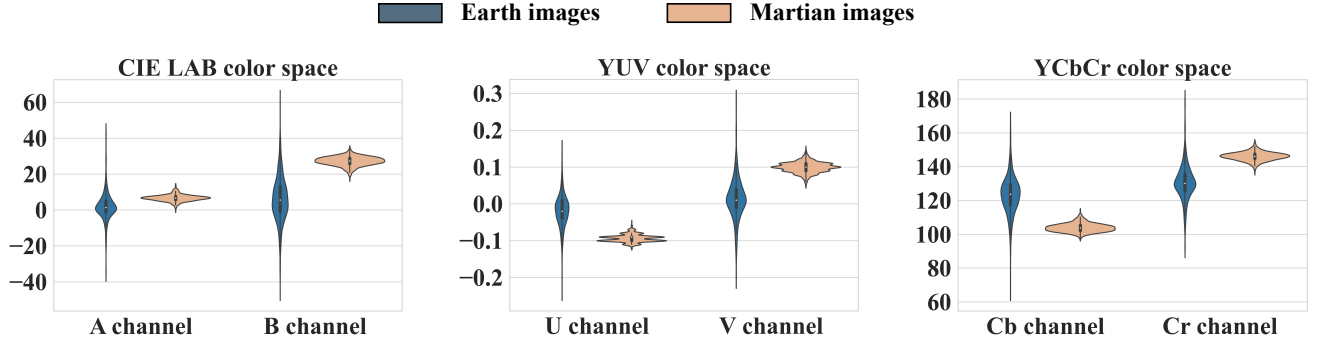 Earth images Martian images
CIE LAB color space
60
40
20
0
−20
−40
A channel B channel
YUV color space
0.3
0.2
0.1
0.0
−0.1
−0.2
U channel V channel
YCbCr color space
180
160
140
120
100
80
60
Cb channel Cr channel